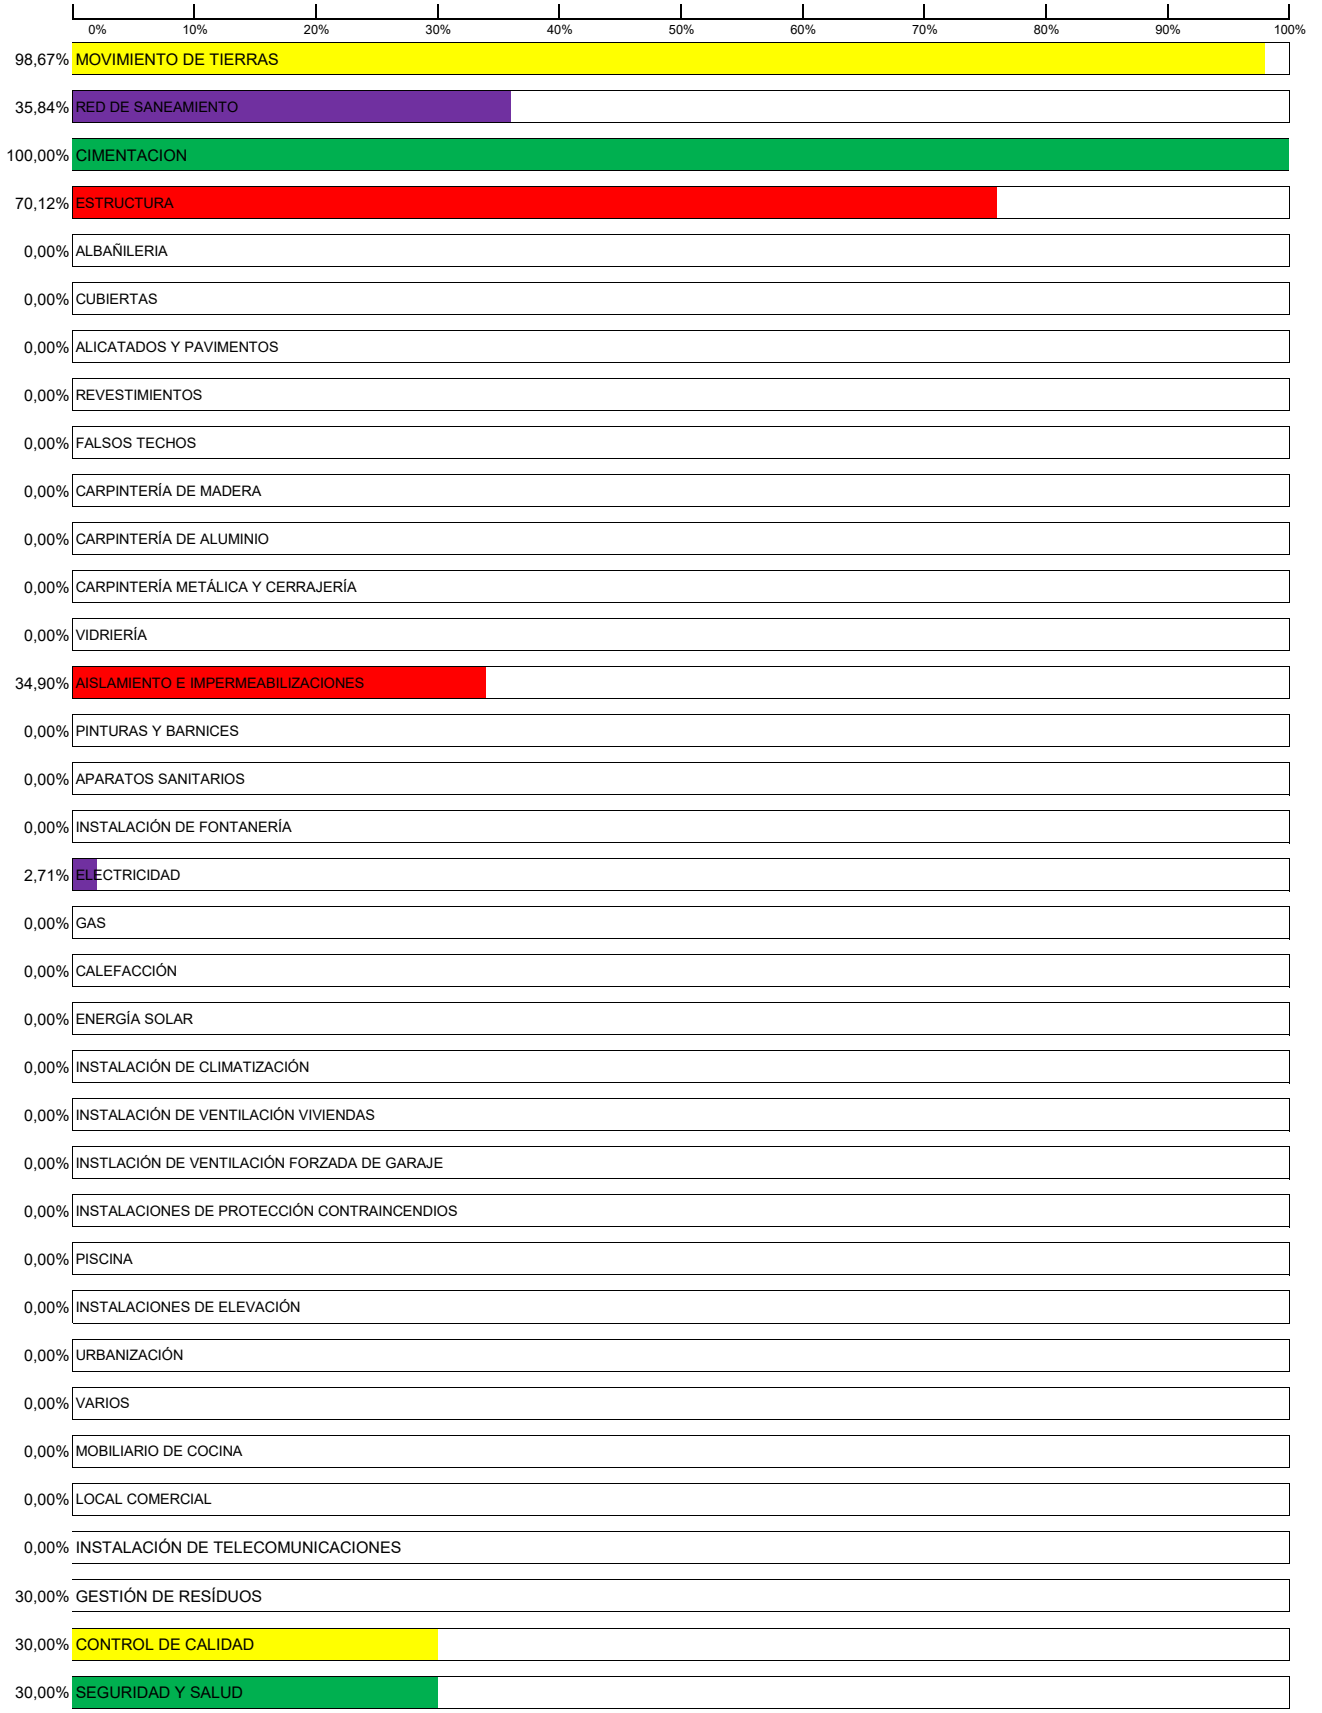 0% 10% 20% 30% 40% 50% 60% 70% 80% 90% 100%
98,67% MOVIMIENTO DE TIERRAS
35,84% RED DE SANEAMIENTO
100,00% CIMENTACION
70,12% ESTRUCTURA
0,00% ALBAÑILERIA
0,00% CUBIERTAS
0,00% ALICATADOS Y PAVIMENTOS
0,00% REVESTIMIENTOS
0,00% FALSOS TECHOS
0,00% CARPINTERÍA DE MADERA
0,00% CARPINTERÍA DE ALUMINIO
0,00% CARPINTERÍA METÁLICA Y CERRAJERÍA
0,00% VIDRIERÍA
34,90% AISLAMIENTO E IMPERMEABILIZACIONES
0,00% PINTURAS Y BARNICES
0,00% APARATOS SANITARIOS
0,00% INSTALACIÓN DE FONTANERÍA
2,71% ELECTRICIDAD
0,00% GAS
0,00% CALEFACCIÓN
0,00% ENERGÍA SOLAR
0,00% INSTALACIÓN DE CLIMATIZACIÓN
0,00% INSTALACIÓN DE VENTILACIÓN VIVIENDAS
0,00% INSTLACIÓN DE VENTILACIÓN FORZADA DE GARAJE
0,00% INSTALACIONES DE PROTECCIÓN CONTRAINCENDIOS
0,00% PISCINA
0,00% INSTALACIONES DE ELEVACIÓN
0,00% URBANIZACIÓN
0,00% VARIOS
0,00% MOBILIARIO DE COCINA
0,00% LOCAL COMERCIAL
0,00% INSTALACIÓN DE TELECOMUNICACIONES
30,00% GESTIÓN DE RESÍDUOS
30,00% CONTROL DE CALIDAD
30,00% SEGURIDAD Y SALUD